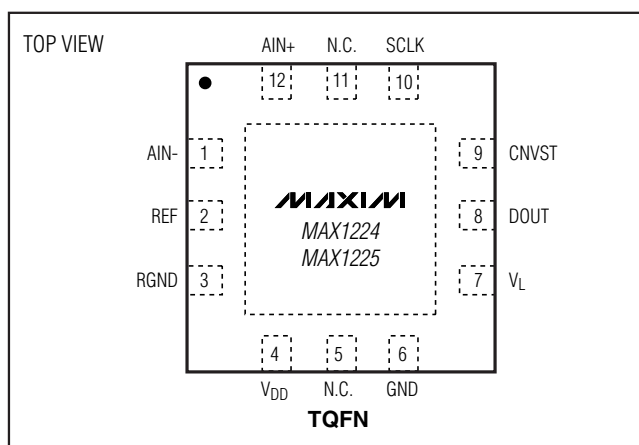 TOP VIEW
AIN+ N.C. SCLK
12 11 10
AIN- 1 9 CNVST
MAXIM
REF 2 MAX1224 8 DOUT
MAX1225
RGND 3 7 VL
4 5 6
VDD N.C. GND
TQFN